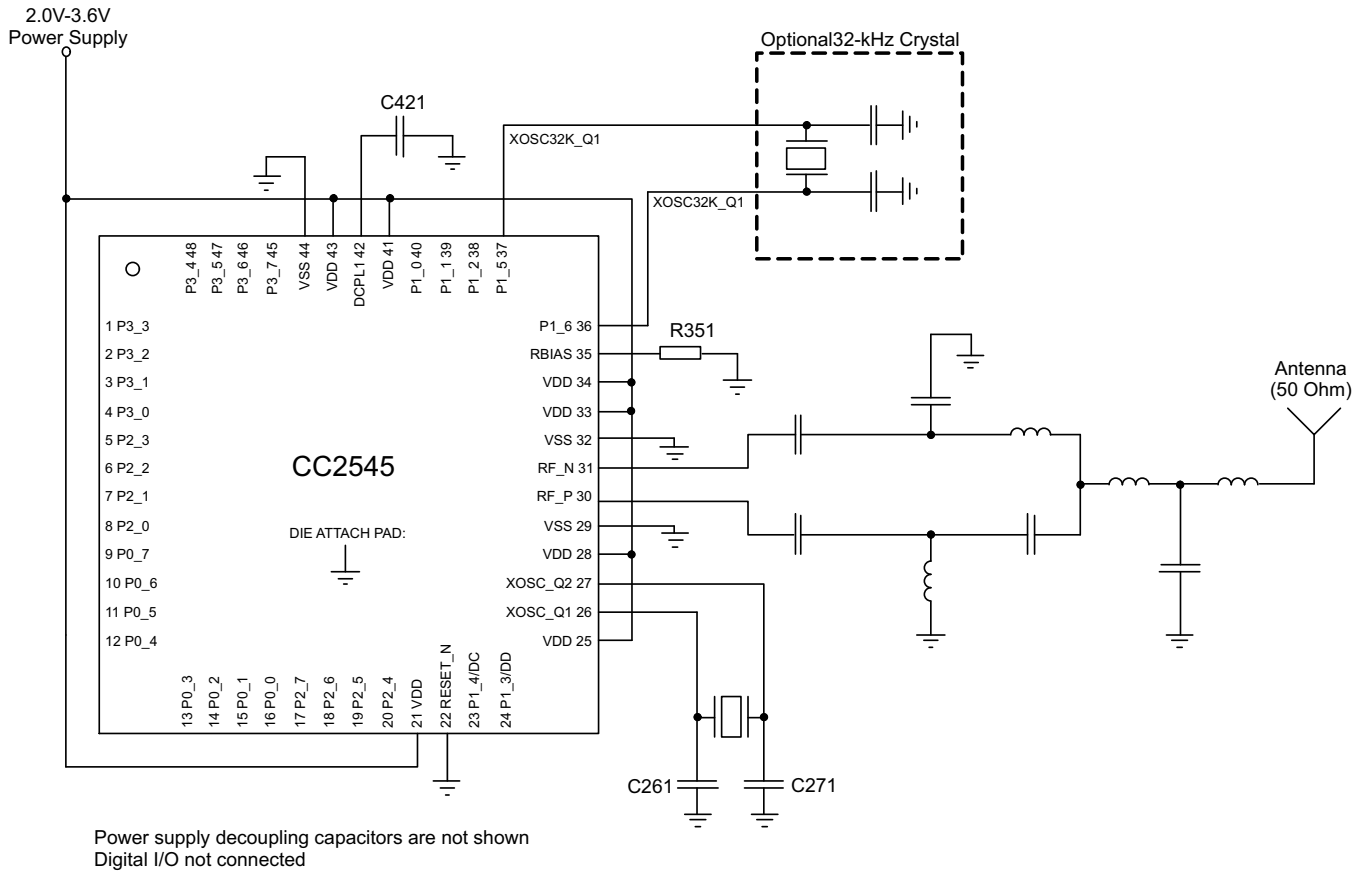 2.0V-3.6V
Power Supply
Optional32-kHz Crystal
C421
XOSC32K_Q1
XOSC32K_Q1
P3_4 48
P3_5 47
P3_6 46
P3_7 45
VSS 44
VDD 43
DCPL1 42
VDD 41
P1_0 40
P1_1 39
P1_2 38
P1_5 37
1 P3_3
2 P3_2
3 P3_1
4 P3_0
5 P2_3
6 P2_2
7 P2_1
8 P2_0
9 P0_7
10 P0_6
11 P0_5
12 P0_4
CC2545
DIE ATTACH PAD:
P1_6 36
RBIAS 35
VDD 34
VDD 33
VSS 32
RF_N 31
RF_P 30
VSS 29
VDD 28
XOSC_Q2 27
XOSC_Q1 26
VDD 25
R351
Antenna
(50 Ohm)
13 P0_3
14 P0_2
15 P0_1
16 P0_0
17 P2_7
18 P2_6
19 P2_5
20 P2_4
21 VDD
22 RESET_N
23 P1_4/DC
24 P1_3/DD
C261
C271
Power supply decoupling capacitors are not shown
Digital I/O not connected